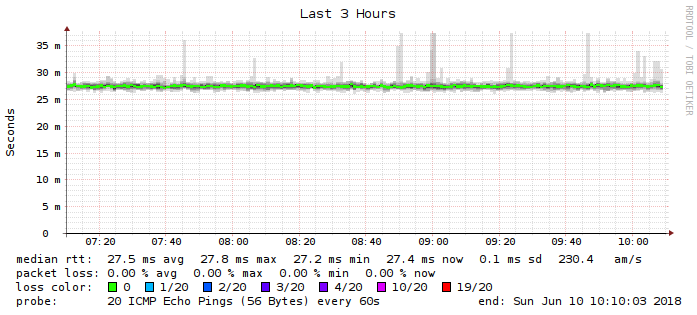 Last 3 Hours
RRDTOOL / TOBI OETIKER
Seconds
35 m
30 m
25 m
20 m
15 m
10 m
5 m
0
07:20 07:40 08:00 08:20 08:40 09:00 09:20 09:40 10:00
median rtt: 27.5 ms avg 27.8 ms max 27.2 ms min 27.4 ms now 0.1 ms sd 230.4 am/s
packet loss: 0.00 % avg 0.00 % max 0.00 % min 0.00 % now
loss color: 0 1/20 2/20 3/20 4/20 10/20 19/20
probe: 20 ICMP Echo Pings (56 Bytes) every 60s end: Sun Jun 10 10:10:03 2018